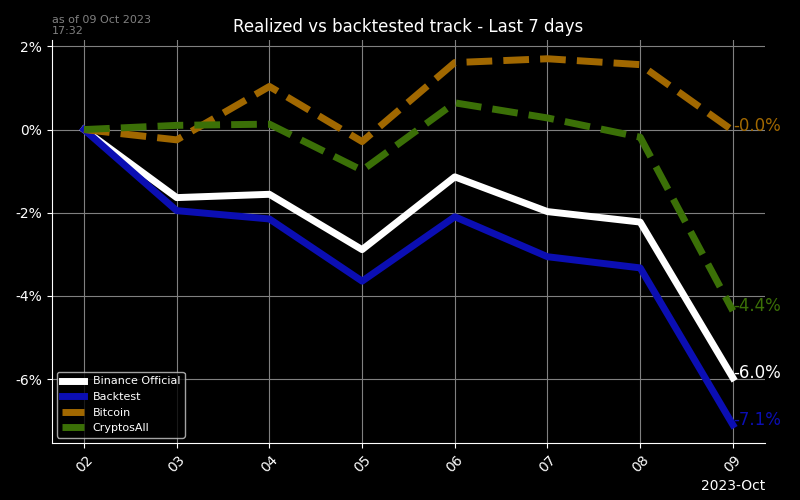 as of 09 Oct 2023
17:32
Realized vs backtested track - Last 7 days
2%
0%
-2%
-4%
-6%
-0.0%
-4.4%
-6.0%
-7.1%
Binance Official
Backtest
Bitcoin
CryptosAll
02
03
04
05
06
07
08
09
2023-Oct